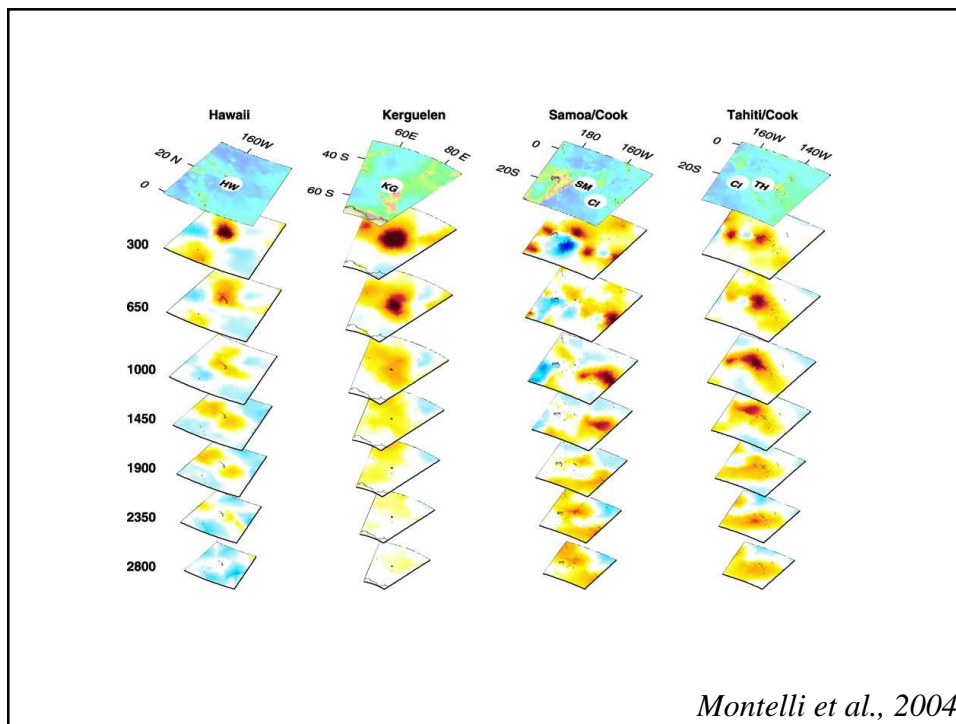 Hawaii Kerguelen Samoa/Cook Tahiti/Cook
160W 60E 80 E 0 180 160W 0 160W 140W
20 N 40 S 20S 20S
0 60 S
HW KG SM CI CI TH
300
650
1000
1450
1900
2350
2800
Montelli et al., 2004